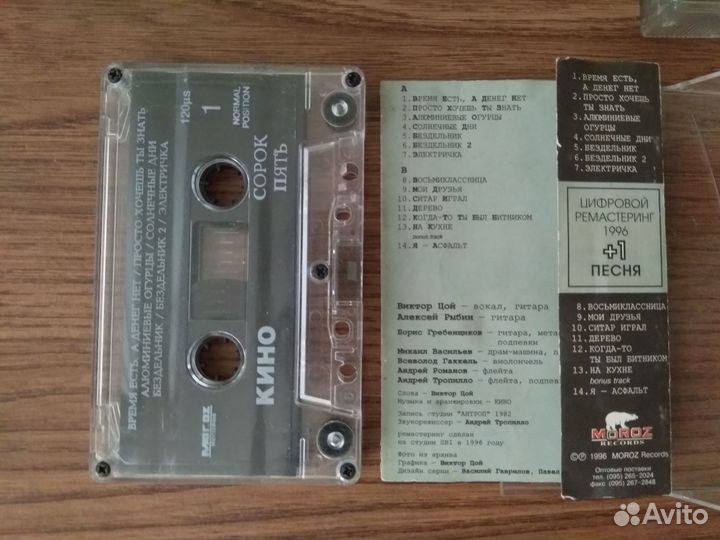 ВРЕМЯ ЕСТЬ, А ДЕНЕГ НЕТ / ПРОСТО ХОЧЕШЬ ТЫ ЗНАТЬ
АЛЮМИНИЕВЫЕ ОГУРЦЫ / СОЛНЕЧНЫЕ ДНИ
БЕЗДЕЛЬНИК / БЕЗДЕЛЬНИК 2 / ЭЛЕКТРИЧКА
120µs
1
NORMAL
POSITION
СОРОК
ПЯТЬ
КИНО
MOROZ
RECORDS
A
1. ВРЕМЯ ЕСТЬ, А ДЕНЕГ НЕТ
2. ПРОСТО ХОЧЕШЬ ТЫ ЗНАТЬ
3. АЛЮМИНИЕВЫЕ ОГУРЦЫ
4. СОЛНЕЧНЫЕ ДНИ
5. БЕЗДЕЛЬНИК
6. БЕЗДЕЛЬНИК 2
7. ЭЛЕКТРИЧКА
B
8. ВОСЬМИКЛАССНИЦА
9. МОИ ДРУЗЬЯ
10. СИТАР ИГРАЛ
11. ДЕРЕВО
12. КОГДА-ТО ТЫ БЫЛ БИТНИКОМ
13. НА КУХНЕ
bonus track
14. Я – АСФАЛЬТ
Виктор Цой – вокал, гитара
Алексей Рыбин – гитара
Борис Гребенщиков – гитара, мета
подпевки
Михаил Васильев – драм-машина, п
Всеволод Гаккель – виолончель
Андрей Романов – флейта
Андрей Тропилло – флейта, подпев
Слова – Виктор Цой
Музыка и аранжировки – КИНО
Запись студии "АНТРОП" 1982
Звукорежиссер – Андрей Тропилло
ремастеринг сделан
на студии SBI в 1996 году
Фото из архива
Графика – Виктор Цой
Дизайн серии – Василий Гаврилов, Павел
1. ВРЕМЯ ЕСТЬ,
А ДЕНЕГ НЕТ
2. ПРОСТО ХОЧЕШЬ
ТЫ ЗНАТЬ
3. АЛЮМИНИЕВЫЕ
ОГУРЦЫ
4. СОЛНЕЧНЫЕ ДНИ
5. БЕЗДЕЛЬНИК
6. БЕЗДЕЛЬНИК 2
7. ЭЛЕКТРИЧКА
ЦИФРОВОЙ
РЕМАСТЕРИНГ
1996
+1
ПЕСНЯ
8. ВОСЬМИКЛАССНИЦА
9. МОИ ДРУЗЬЯ
10. СИТАР ИГРАЛ
11. ДЕРЕВО
12. КОГДА-ТО
ТЫ БЫЛ БИТНИКОМ
13. НА КУХНЕ
bonus track
14. Я – АСФАЛЬТ
MOROZ
RECORDS
©℗ 1996 MOROZ Records
Оптовые поставки
тел. (095) 265-2024
факс (095) 267-2848
Avito